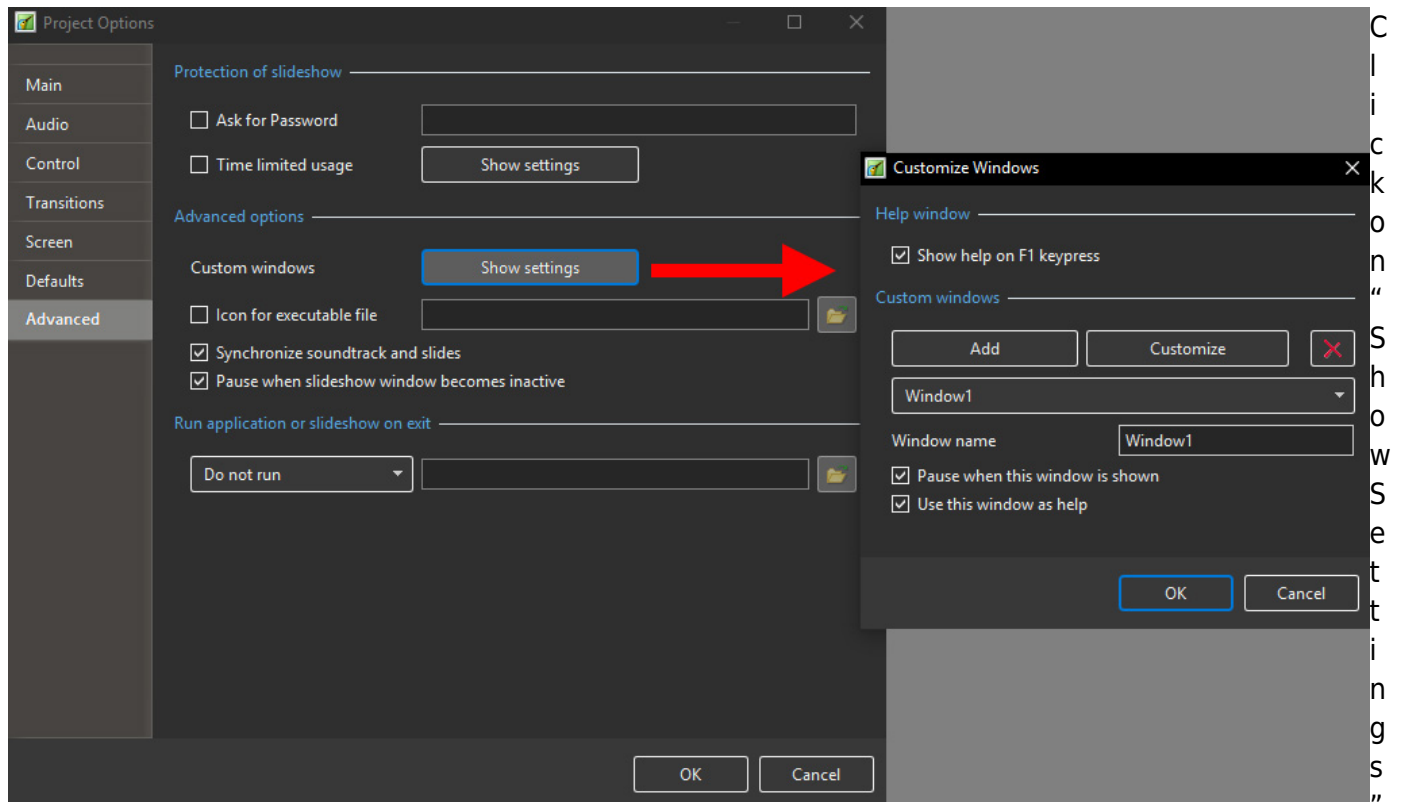 Project Options
Main
Audio
Control
Transitions
Screen
Defaults
Advanced
Protection of slideshow
Ask for Password
Time limited usage
Show settings
Advanced options
Custom windows
Show settings
Icon for executable file
Synchronize soundtrack and slides
Pause when slideshow window becomes inactive
Run application or slideshow on exit
Do not run
OK
Cancel
Customize Windows
Help window
Show help on F1 keypress
Custom windows
Add
Customize
Window1
Window name
Window1
Pause when this window is shown
Use this window as help
OK
Cancel
C
l
i
c
k
o
n
“
S
h
o
w
S
e
t
t
i
n
g
s
”